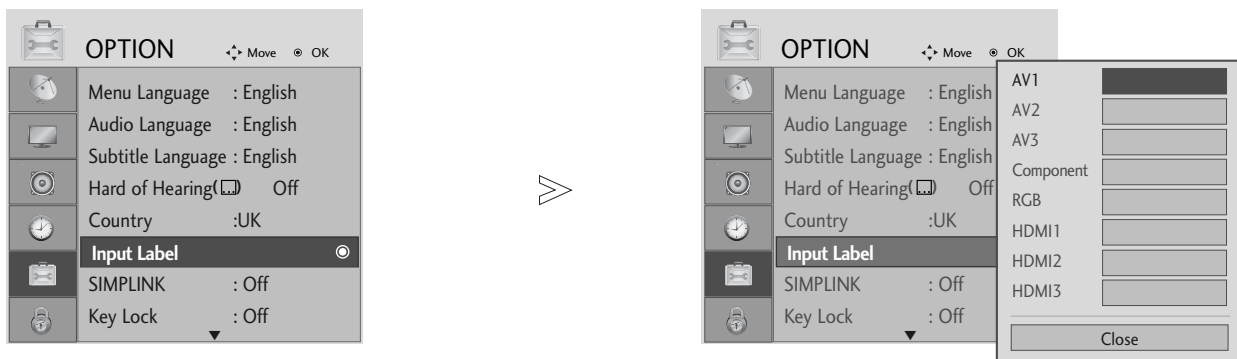 OPTION Move OK
Menu Language : English
Audio Language : English
Subtitle Language : English
Hard of Hearing( ) Off
Country :UK
Input Label
SIMPLINK : Off
Key Lock : Off
OPTION Move OK
Menu Language : English
Audio Language : English
Subtitle Language : English
Hard of Hearing( ) Off
Country :UK
Input Label
SIMPLINK : Off
Key Lock : Off
AV1
AV2
AV3
Component
RGB
HDMI1
HDMI2
HDMI3
Close